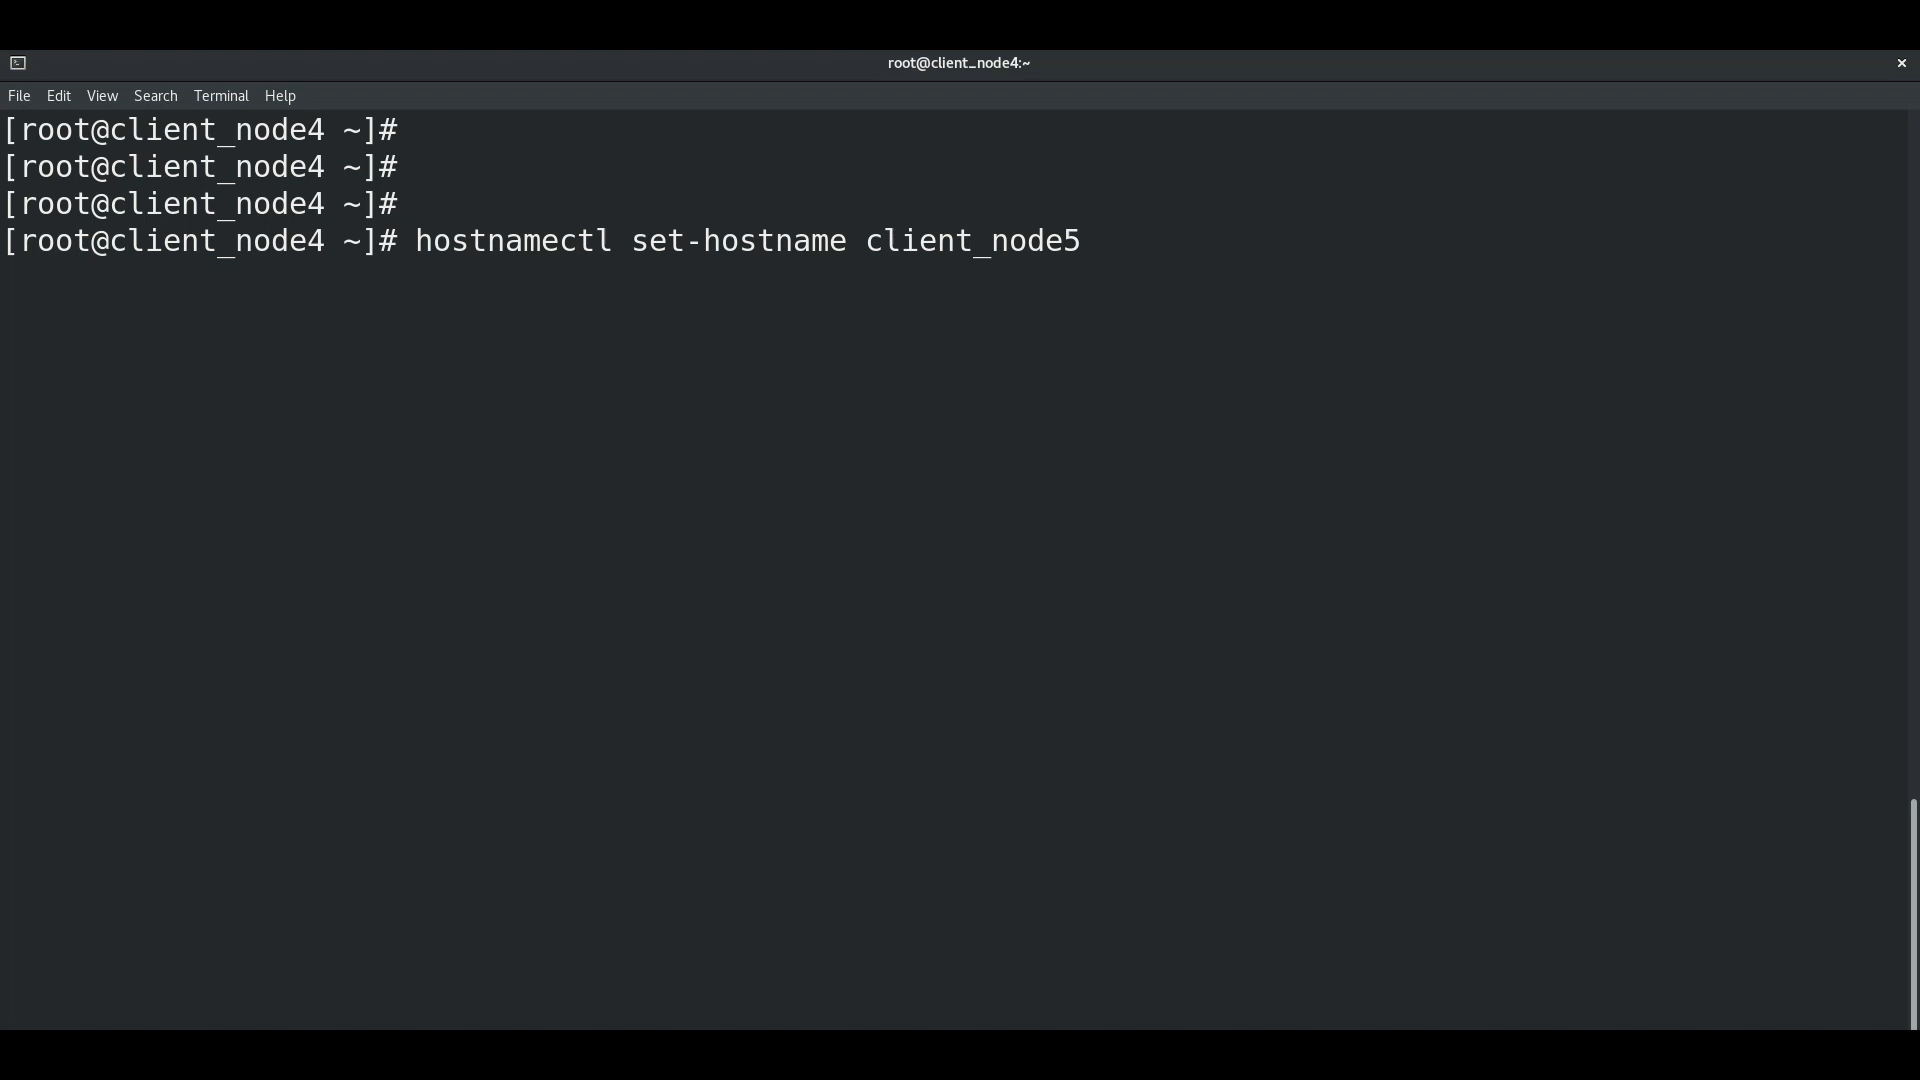 root@client_node4:~
File Edit View Search Terminal Help
[root@client_node4 ~]#
[root@client_node4 ~]#
[root@client_node4 ~]#
[root@client_node4 ~]# hostnamectl set-hostname client_node5